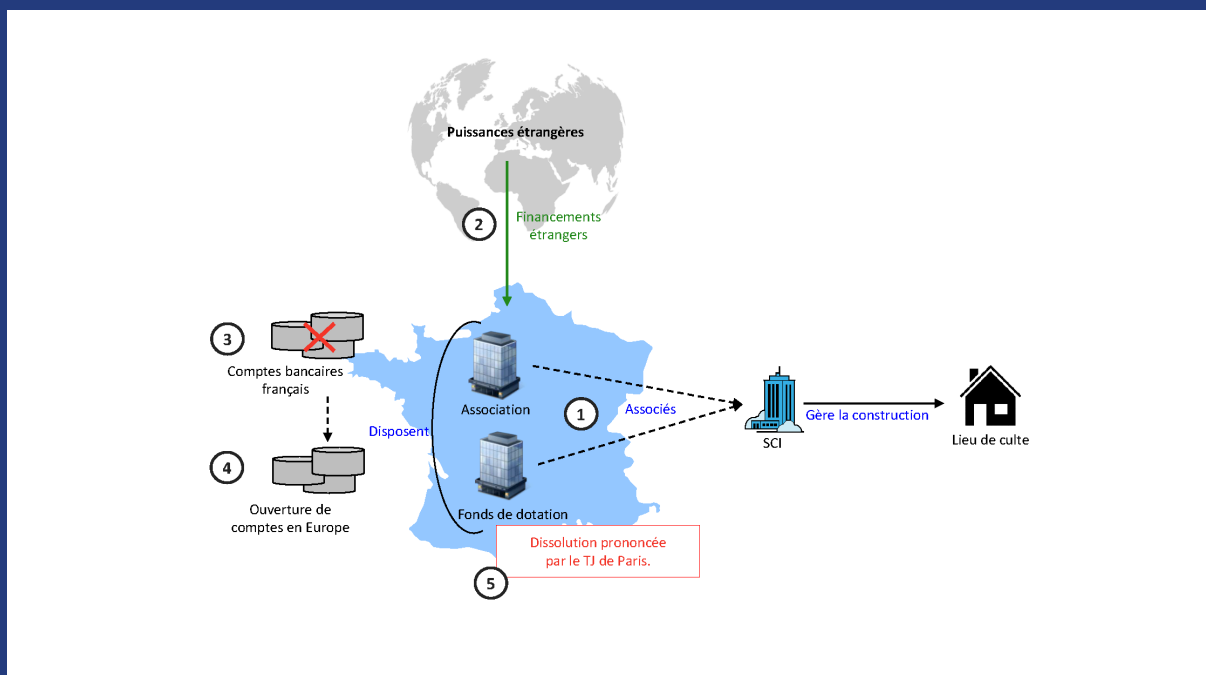 Puissances étrangères
2
Financements
étrangers
3
Comptes bancaires
français
Association
1
Associés
Disposent
SCI
Gère la construction
Lieu de culte
4
Ouverture de
comptes en Europe
Fonds de dotation
Dissolution prononcée
par le TJ de Paris.
5